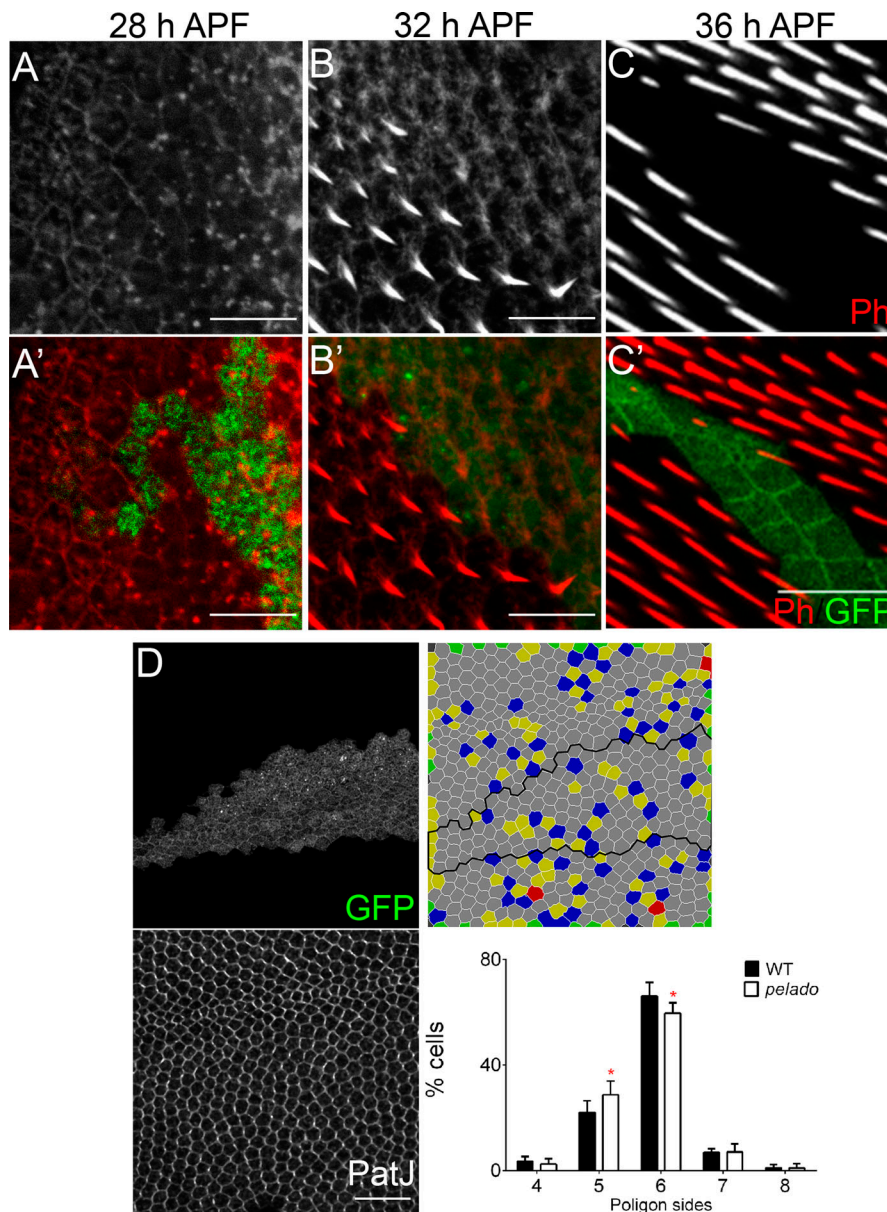 28 h APF
32 h APF
36 h APF
A
B
C
Ph
A'
B'
C'
Ph/GFP
D
GFP
PatJ
80
40
0
% cells
WT
pelado
*
*
4
5
6
7
8
Poligon sides